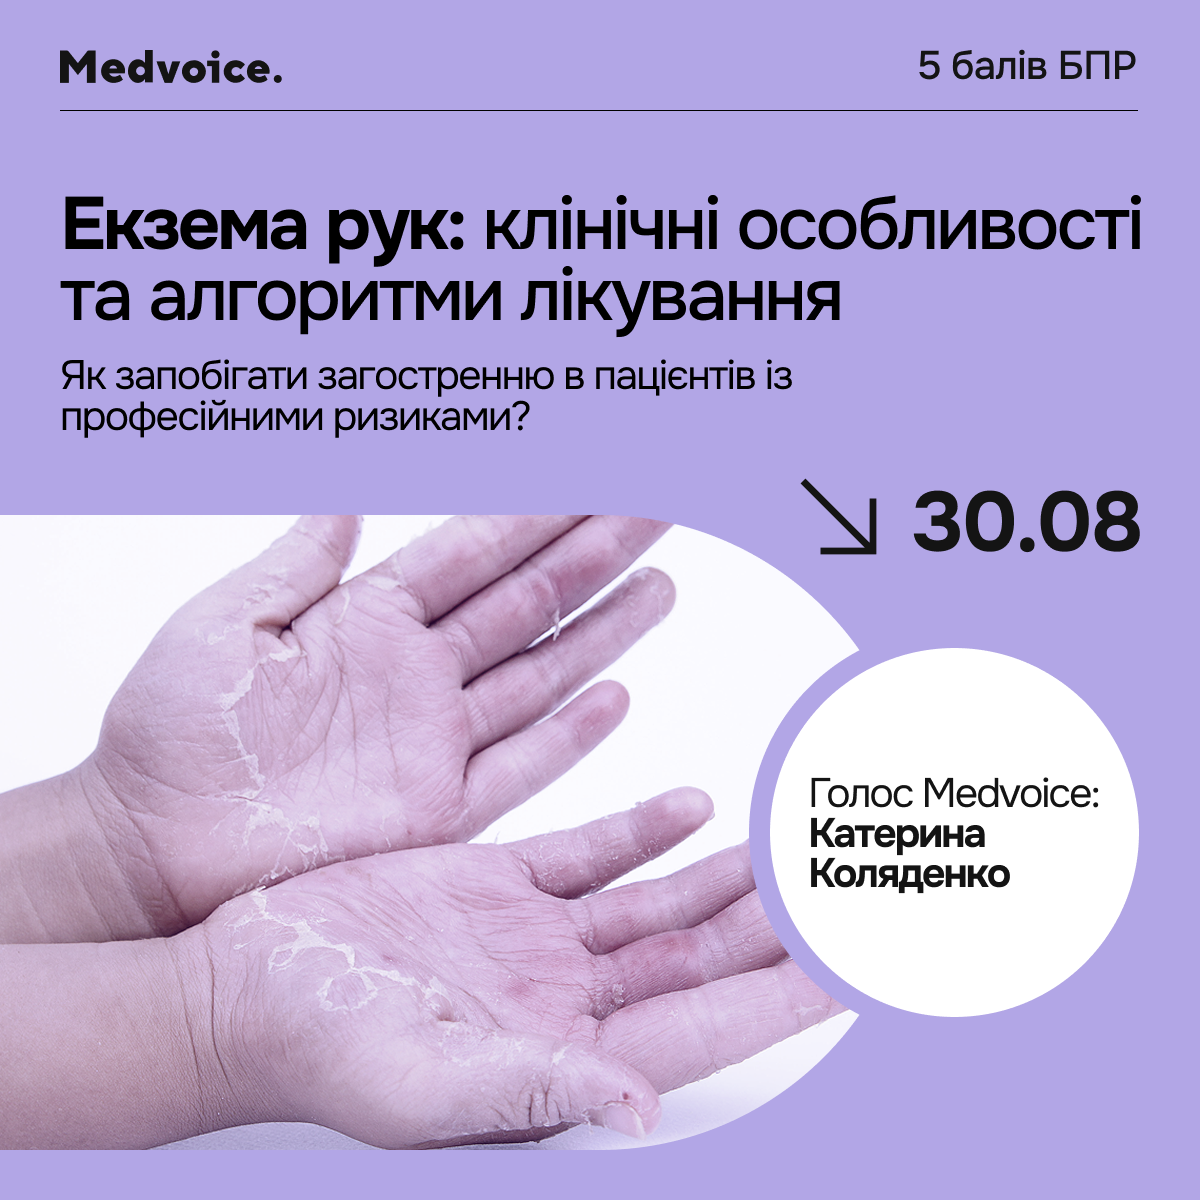 Medvoice.
5 балів БПР
Екзема рук: клінічні особливості
та алгоритми лікування
Як запобігати загостренню в пацієнтів із
професійними ризиками?
30.08
Голос Medvoice:
Катерина
Коляденко